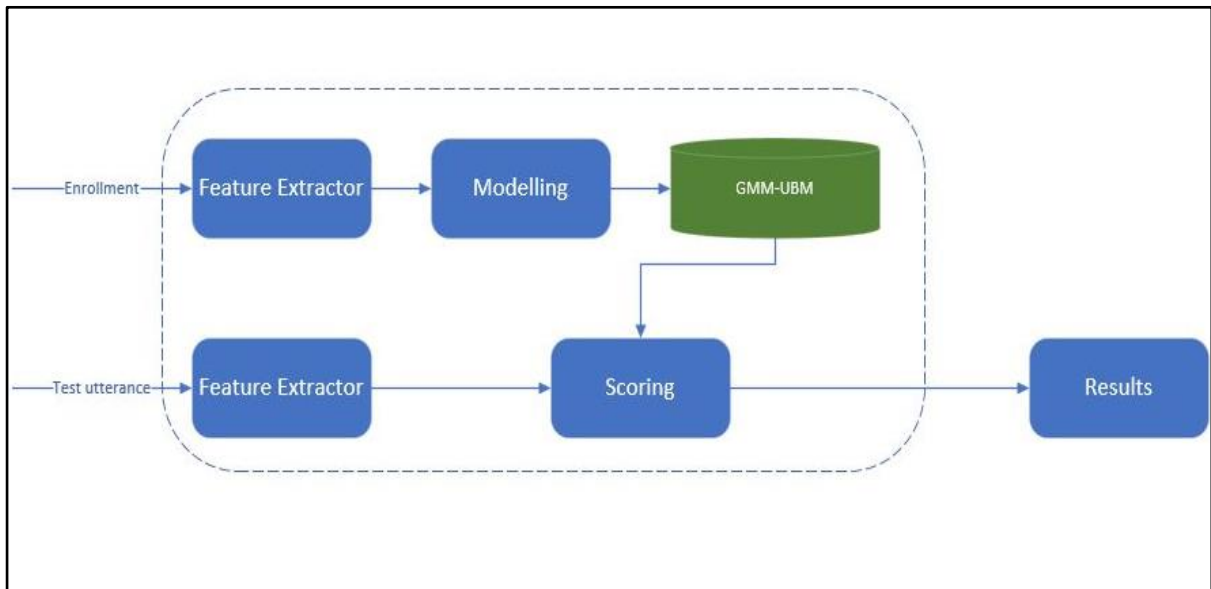 Enrollment
Feature Extractor
Modelling
GMM-UBM
Test utterance
Feature Extractor
Scoring
Results